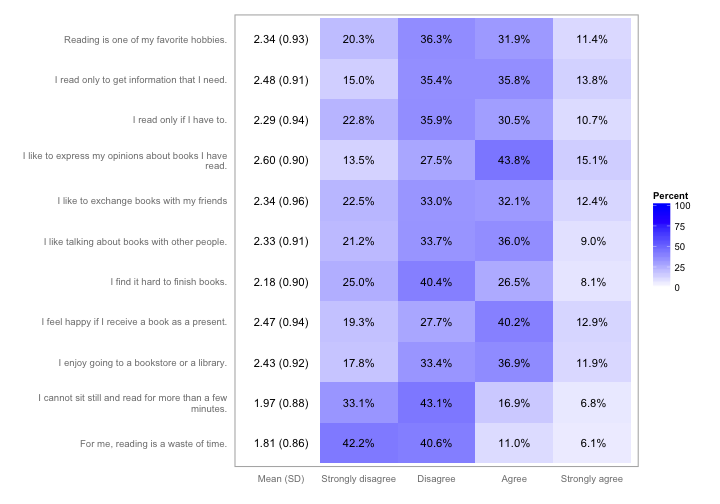 Reading is one of my favorite hobbies. 2.34 (0.93) 20.3% 36.3% 31.9% 11.4%
I read only to get information that I need. 2.48 (0.91) 15.0% 35.4% 35.8% 13.8%
I read only if I have to. 2.29 (0.94) 22.8% 35.9% 30.5% 10.7%
I like to express my opinions about books I have
read. 2.60 (0.90) 13.5% 27.5% 43.8% 15.1%
I like to exchange books with my friends 2.34 (0.96) 22.5% 33.0% 32.1% 12.4%
I like talking about books with other people. 2.33 (0.91) 21.2% 33.7% 36.0% 9.0%
I find it hard to finish books. 2.18 (0.90) 25.0% 40.4% 26.5% 8.1%
I feel happy if I receive a book as a present. 2.47 (0.94) 19.3% 27.7% 40.2% 12.9%
I enjoy going to a bookstore or a library. 2.43 (0.92) 17.8% 33.4% 36.9% 11.9%
I cannot sit still and read for more than a few
minutes. 1.97 (0.88) 33.1% 43.1% 16.9% 6.8%
For me, reading is a waste of time. 1.81 (0.86) 42.2% 40.6% 11.0% 6.1%
Mean (SD) Strongly disagree Disagree Agree Strongly agree
Percent
100
75
50
25
0